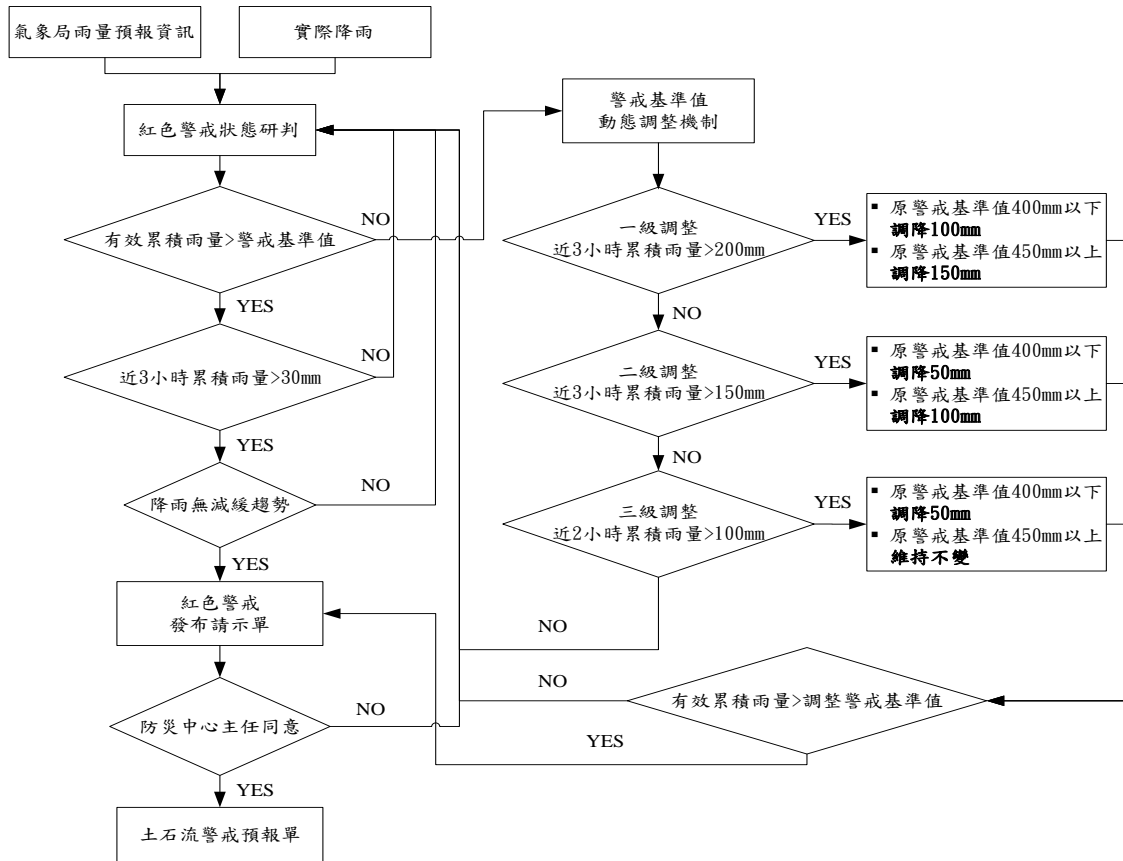 氣象局雨量預報資訊
實際降雨
紅色警戒狀態研判
有效累積雨量>警戒基準值
NO
YES
近3小時累積雨量>30mm
NO
YES
降雨無減緩趨勢
NO
YES
紅色警戒
發布請示單
防災中心主任同意
NO
YES
土石流警戒預報單
警戒基準值
動態調整機制
一級調整
近3小時累積雨量>200mm
YES
▪ 原警戒基準值400mm以下
調降100mm
▪ 原警戒基準值450mm以上
調降150mm
NO
二級調整
近3小時累積雨量>150mm
YES
▪ 原警戒基準值400mm以下
調降50mm
▪ 原警戒基準值450mm以上
調降100mm
NO
三級調整
近2小時累積雨量>100mm
YES
▪ 原警戒基準值400mm以下
調降50mm
▪ 原警戒基準值450mm以上
維持不變
NO
有效累積雨量>調整警戒基準值
NO
YES